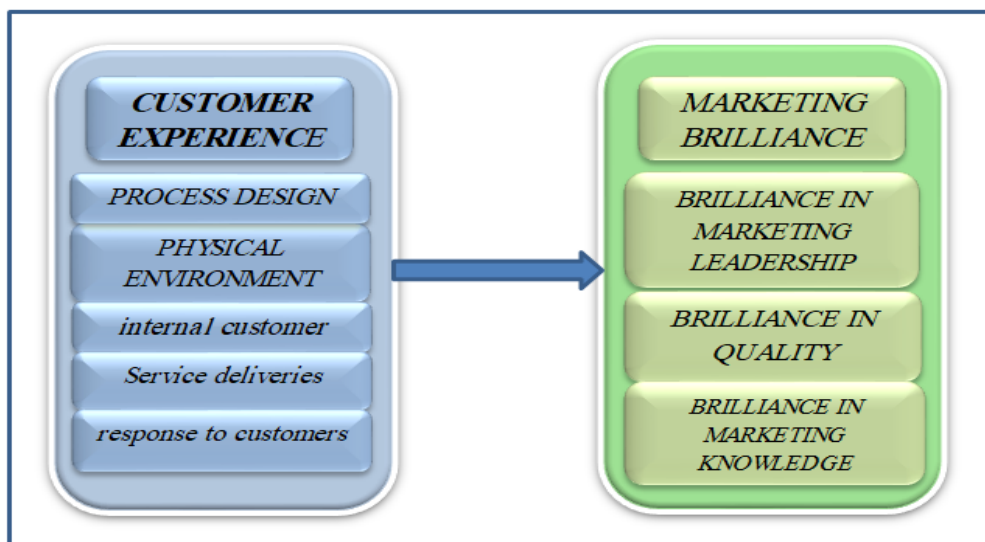 CUSTOMER
EXPERIENCE
PROCESS DESIGN
PHYSICAL
ENVIRONMENT
internal customer
Service deliveries
response to customers
MARKETING
BRILLIANCE
BRILLIANCE IN
MARKETING
LEADERSHIP
BRILLIANCE IN
QUALITY
BRILLIANCE IN
MARKETING
KNOWLEDGE